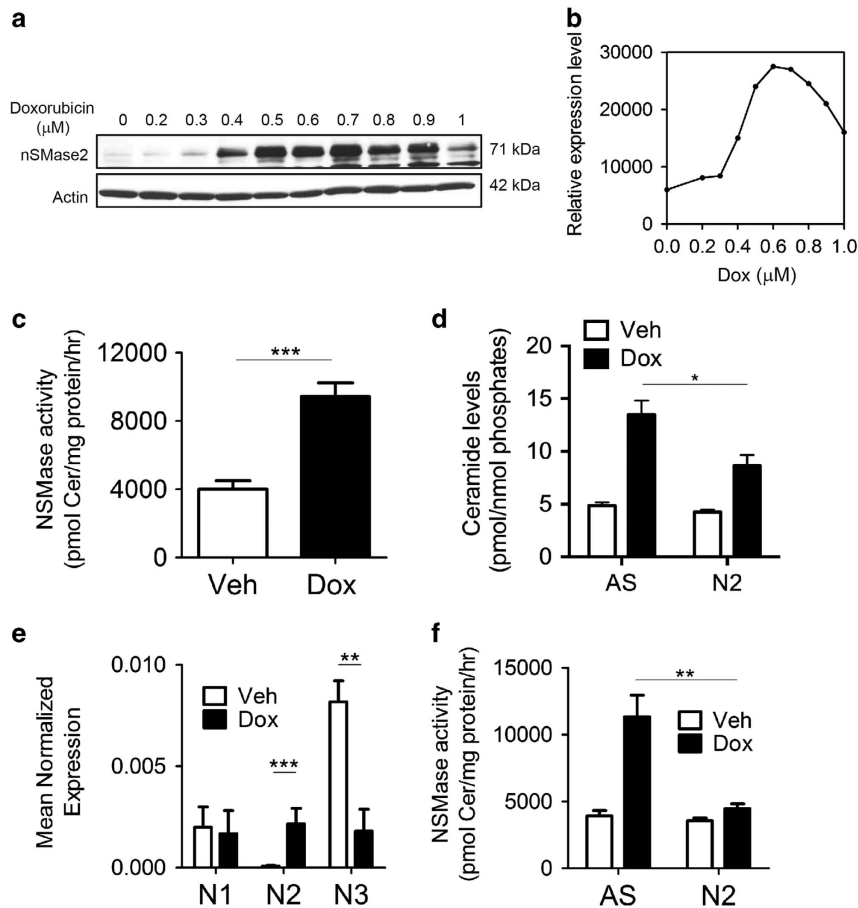 a
Doxorubicin
(μM)
0 0.2 0.3 0.4 0.5 0.6 0.7 0.8 0.9 1
nSMase2
71 kDa
Actin
42 kDa
b
Relative expression level
30000
20000
10000
0
0.0 0.2 0.4 0.6 0.8 1.0
Dox (μM)
c
NSMase activity
(pmol Cer/mg protein/hr)
12000
8000
4000
0
***
Veh Dox
d
Veh
Dox
Ceramide levels
(pmol/nmol phosphates)
20
15
10
5
0
*
AS N2
e
Mean Normalized
Expression
0.010
0.005
0.000
Veh
Dox
***
**
N1 N2 N3
f
NSMase activity
(pmol Cer/mg protein/hr)
15000
10000
5000
0
**
Veh
Dox
AS N2